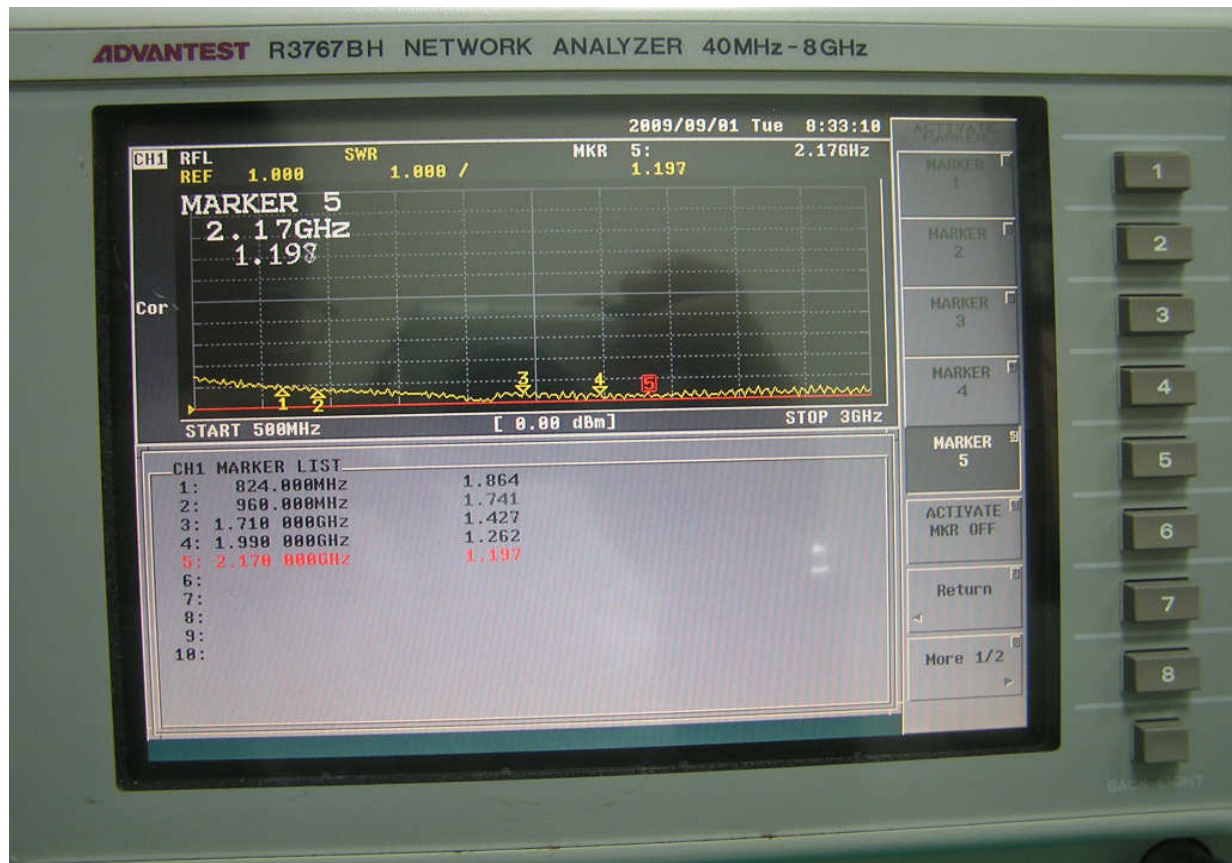 ADVANTEST R3767BH NETWORK ANALYZER 40MHz-8GHz
2009/09/01 Tue 8:33:10
CH1 RFL SWR MKR 5: 2.17GHz
REF 1.000 1.000 / 1.197
MARKER 5
2.17GHz
1.19
Cor
3 4 5
1 2
START 500MHz [ 0.00 dBm] STOP 3GHz
CH1 MARKER LIST
1: 824.000MHz 1.864
2: 960.000MHz 1.741
3: 1.710 000GHz 1.427
4: 1.990 000GHz 1.262
5: 2.170 000GHz 1.197
6:
7:
8:
9:
10:
ACTIVATE
MARKER
MARKER
1
MARKER
2
MARKER
3
MARKER
4
MARKER
5
ACTIVATE
MKR OFF
Return
More 1/2
1
2
3
4
5
6
7
8
BACK LIGHT